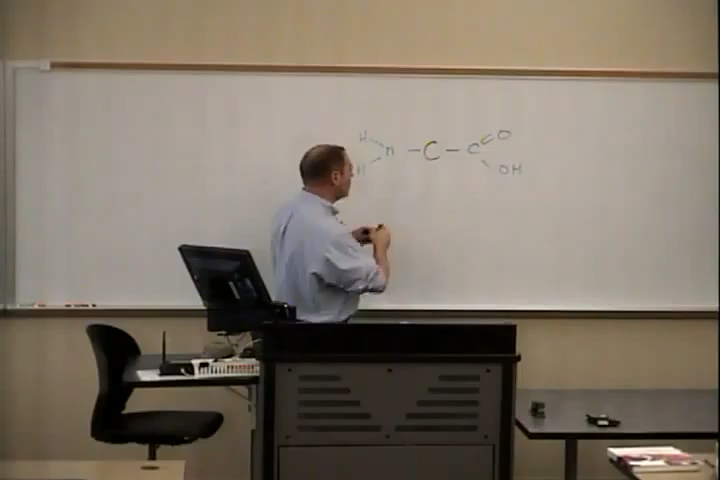 H
N — C — C = O
H
OH